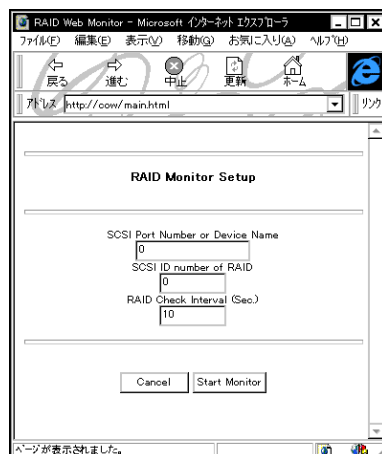 RAID Web Monitor - Microsoft インターネット エクスプローラ
ファイル(F) 編集(E) 表示(V) 移動(G) お気に入り(A) ヘルプ(H)
戻る 進む 中止 更新 ホーム
アドレス http://cow/main.html リンク
RAID Monitor Setup
SCSI Port Number or Device Name
0
SCSI ID number of RAID
0
RAID Check Interval (Sec.)
10
Cancel Start Monitor
ページが表示されました。